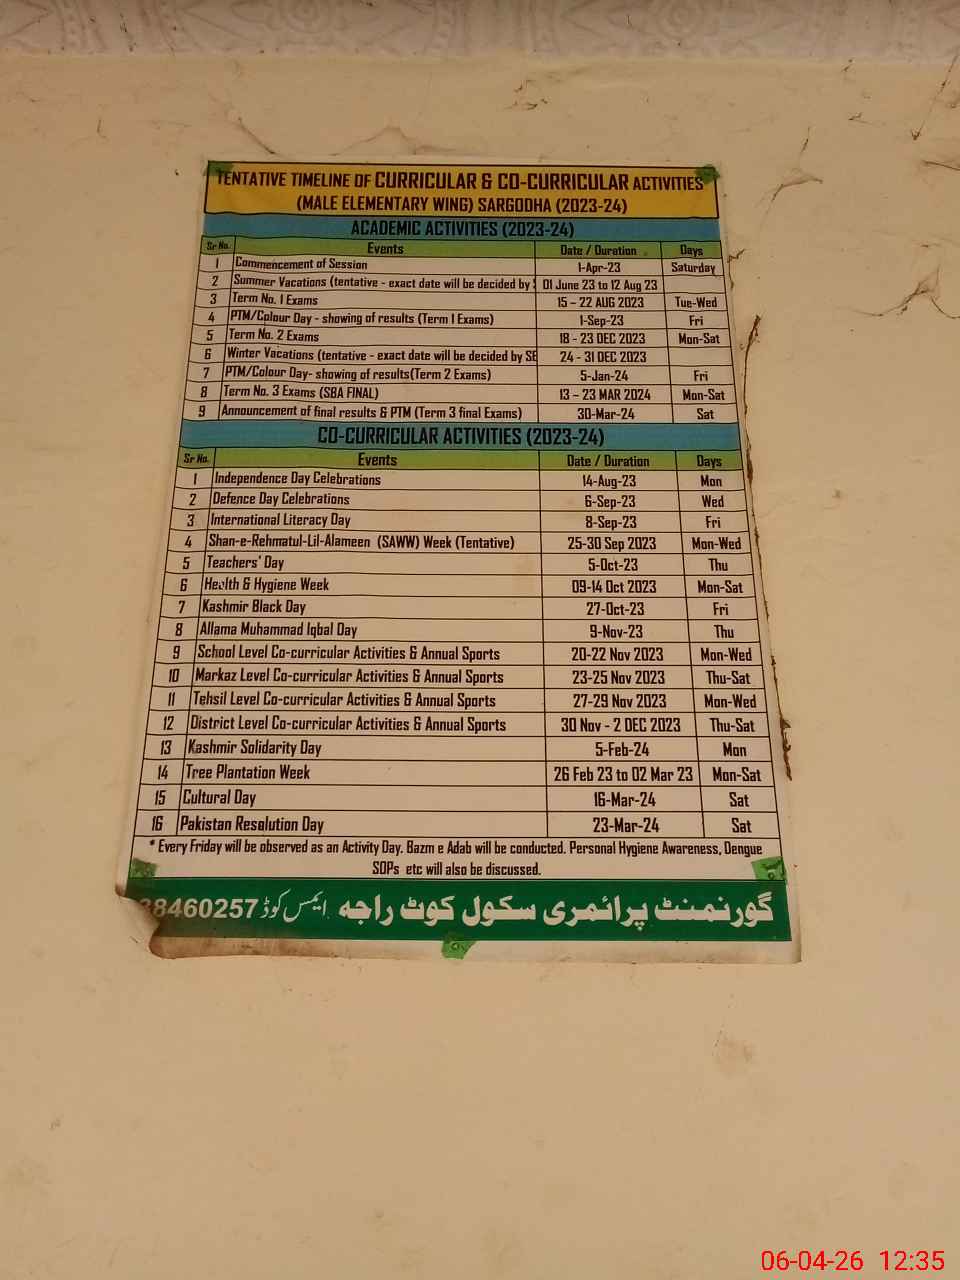 TENTATIVE TIMELINE OF CURRICULAR & CO-CURRICULAR ACTIVITIES
(MALE ELEMENTARY WING) SARGODHA (2023-24)
ACADEMIC ACTIVITIES (2023-24)
Sr No. Events Date / Duration Days
1 Commencement of Session 1-Apr-23 Saturday
2 Summer Vacations (tentative - exact date will be decided by 01 June 23 to 12 Aug 23
3 Term No. 1 Exams 15 - 22 AUG 2023 Tue-Wed
4 PTM/Colour Day - showing of results (Term 1 Exams) 1-Sep-23 Fri
5 Term No. 2 Exams 18 - 23 DEC 2023 Mon-Sat
6 Winter Vacations (tentative - exact date will be decided by SE 24 - 31 DEC 2023
7 PTM/Colour Day- showing of results(Term 2 Exams) 5-Jan-24 Fri
8 Term No. 3 Exams (SBA FINAL) 13 - 23 MAR 2024 Mon-Sat
9 Announcement of final results & PTM (Term 3 final Exams) 30-Mar-24 Sat
CO-CURRICULAR ACTIVITIES (2023-24)
Sr No. Events Date / Duration Days
1 Independence Day Celebrations 14-Aug-23 Mon
2 Defence Day Celebrations 6-Sep-23 Wed
3 International Literacy Day 8-Sep-23 Fri
4 Shan-e-Rehmatul-Lil-Alameen (SAWW) Week (Tentative) 25-30 Sep 2023 Mon-Wed
5 Teachers' Day 5-Oct-23 Thu
6 Health & Hygiene Week 09-14 Oct 2023 Mon-Sat
7 Kashmir Black Day 27-Oct-23 Fri
8 Allama Muhammad Iqbal Day 9-Nov-23 Thu
9 School Level Co-curricular Activities & Annual Sports 20-22 Nov 2023 Mon-Wed
10 Markaz Level Co-curricular Activities & Annual Sports 23-25 Nov 2023 Thu-Sat
11 Tehsil Level Co-curricular Activities & Annual Sports 27-29 Nov 2023 Mon-Wed
12 District Level Co-curricular Activities & Annual Sports 30 Nov - 2 DEC 2023 Thu-Sat
13 Kashmir Solidarity Day 5-Feb-24 Mon
14 Tree Plantation Week 26 Feb 23 to 02 Mar 23 Mon-Sat
15 Cultural Day 16-Mar-24 Sat
16 Pakistan Resolution Day 23-Mar-24 Sat
* Every Friday will be observed as an Activity Day. Bazm e Adab will be conducted. Personal Hygiene Awareness, Dengue
SOPs etc will also be discussed.
گورنمنٹ پرائمری سکول کوٹ راجہ ایمس کوڈ 38460257
06-04-26 12:35